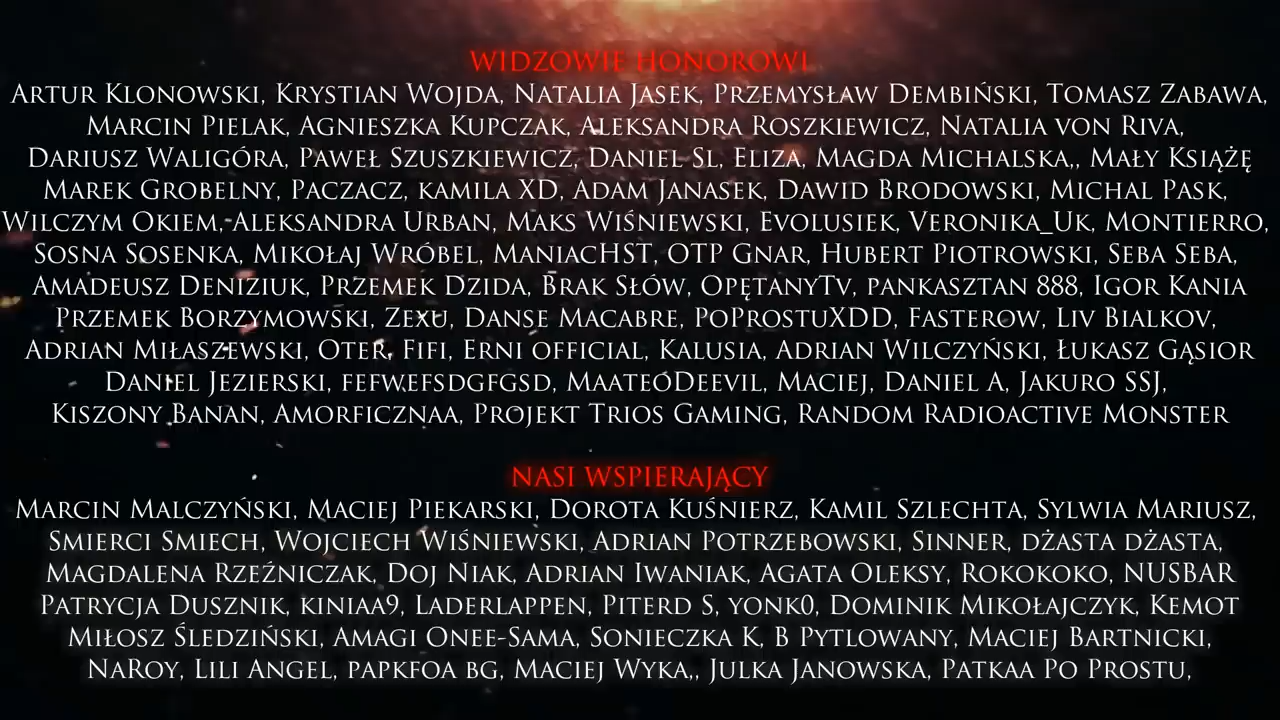 WIDZOWIE HONOROWI
ARTUR KLONOWSKI, KRYSTIAN WOJDA, NATALIA JASEK, PRZEMYSŁAW DEMBIŃSKI, TOMASZ ZABAWA,
MARCIN PIELAK, AGNIESZKA KUPCZAK, ALEKSANDRA ROSZKIEWICZ, NATALIA VON RIVA,
DARIUSZ WALIGÓRA, PAWEŁ SZUSZKIEWICZ, DANIEL SL, ELIZA, MAGDA MICHALSKA,, MAŁY KSIĄŻĘ
MAREK GROBELNY, PACZACZ, KAMILA XD, ADAM JANASEK, DAWID BRODOWSKI, MICHAL PASK,
WILCZYM OKIEM, ALEKSANDRA URBAN, MAKS WIŚNIEWSKI, EVOLUSIEK, VERONIKA_UK, MONTIERRO,
SOSNA SOSENKA, MIKOŁAJ WRÓBEL, MANIACHST, OTP GNAR, HUBERT PIOTROWSKI, SEBA SEBA,
AMADEUSZ DENIZIUK, PRZEMEK DZIDA, BRAK SŁÓW, OPĘTANYTV, PANKASZTAN 888, IGOR KANIA
PRZEMEK BORZYMOWSKI, ZEXU, DANSE MACABRE, POPROSTUXDD, FASTEROW, LIV BIALKOV,
ADRIAN MIŁASZEWSKI, OTER, FIFI, ERNI OFFICIAL, KALUSIA, ADRIAN WILCZYŃSKI, ŁUKASZ GĄSIOR
DANIEL JEZIERSKI, FEFWEFSDGFGSD, MAATEODEEVIL, MACIEJ, DANIEL A, JAKURO SSJ,
KISZONY BANAN, AMORFICZNAA, PROJEKT TRIOS GAMING, RANDOM RADIOACTIVE MONSTER
NASI WSPIERAJĄCY
MARCIN MALCZYŃSKI, MACIEJ PIEKARSKI, DOROTA KUŚNIERZ, KAMIL SZLECHTA, SYLWIA MARIUSZ,
SMIERCI SMIECH, WOJCIECH WIŚNIEWSKI, ADRIAN POTRZEBOWSKI, SINNER, DŻASTA DŻASTA,
MAGDALENA RZEŹNICZAK, DOJ NIAK, ADRIAN IWANIAK, AGATA OLEKSY, ROKOKOKO, NUSBAR
PATRYCJA DUSZNIK, KINIAA9, LADERLAPPEN, PITERD S, YONK0, DOMINIK MIKOŁAJCZYK, KEMOT
MIŁOSZ ŚLEDZIŃSKI, AMAGI ONEE-SAMA, SONIECZKA K, B PYTLOWANY, MACIEJ BARTNICKI,
NAROY, LILI ANGEL, PAPKFOA BG, MACIEJ WYKA,, JULKA JANOWSKA, PATKAA PO PROSTU,